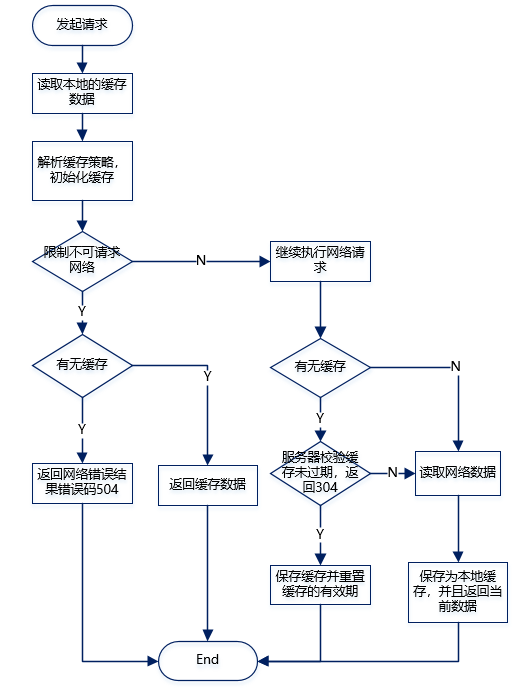 发起请求
读取本地的缓存
数据
解析缓存策略，
初始化缓存
限制不可请求
网络
N
继续执行网络请
求
Y
有无缓存
Y
Y
返回网络错误结
果错误码504
返回缓存数据
有无缓存
N
Y
服务器校验缓
存未过期，返
回304
N
读取网络数据
Y
保存缓存并重置
缓存的有效期
保存为本地缓
存，并且返回当
前数据
End